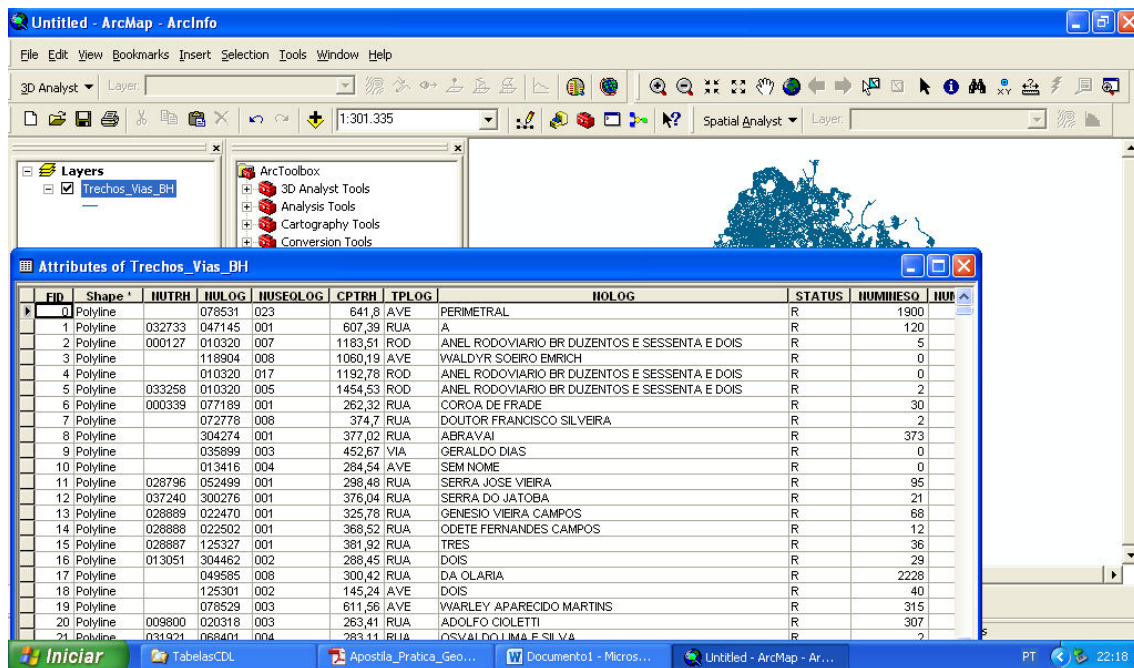 Untitled - ArcMap - ArcInfo
File Edit View Bookmarks Insert Selection Tools Window Help
3D Analyst Layer:
1:301.335 Spatial Analyst Layer:
Layers
Trechos_Vias_BH
ArcToolbox
3D Analyst Tools
Analysis Tools
Cartography Tools
Conversion Tools
Attributes of Trechos_Vias_BH
FID Shape * NUTRH NULOG NUSEQLOG CPTRH TPLOG NOLOG STATUS NUMINESQ
0 Polyline 078531 023 641,8 AVE PERIMETRAL R 1900
1 Polyline 032733 047145 001 607,39 RUA A R 120
2 Polyline 000127 010320 007 1183,51 ROD ANEL RODOVIARIO BR DUZENTOS E SESSENTA E DOIS R 5
3 Polyline 118904 008 1060,19 AVE WALDYR SOEIRO EMRICH R 0
4 Polyline 010320 017 1192,78 ROD ANEL RODOVIARIO BR DUZENTOS E SESSENTA E DOIS R 0
5 Polyline 033258 010320 005 1454,53 ROD ANEL RODOVIARIO BR DUZENTOS E SESSENTA E DOIS R 2
6 Polyline 000339 077189 001 262,32 RUA COROA DE FRADE R 30
7 Polyline 072778 008 374,7 RUA DOUTOR FRANCISCO SILVEIRA R 2
8 Polyline 304274 001 377,02 RUA ABRAVAI R 373
9 Polyline 035899 003 452,67 VIA GERALDO DIAS R 0
10 Polyline 013416 004 284,54 AVE SEM NOME R 0
11 Polyline 028796 052499 001 298,48 RUA SERRA JOSE VIEIRA R 95
12 Polyline 037240 300276 001 376,04 RUA SERRA DO JATOBA R 21
13 Polyline 028889 022470 001 325,78 RUA GENESIO VIEIRA CAMPOS R 68
14 Polyline 028888 022502 001 368,52 RUA ODETE FERNANDES CAMPOS R 12
15 Polyline 028887 125327 001 381,92 RUA TRES R 36
16 Polyline 013051 304462 002 288,45 RUA DOIS R 29
17 Polyline 049585 008 300,42 RUA DA OLARIA R 2228
18 Polyline 125301 002 145,24 AVE DOIS R 40
19 Polyline 078529 003 611,56 AVE WARLEY APARECIDO MARTINS R 315
20 Polyline 009800 020318 003 263,41 RUA ADOLFO CIOLETTI R 307
21 Polyline 031921 068401 004 283,11 RUA OSVALDO LIMA E SILVA R 2
Iniciar TabelasCDL Apostila_Pratica_Geo... Documento1 - Micros... Untitled - ArcMap - Ar... PT 22:18